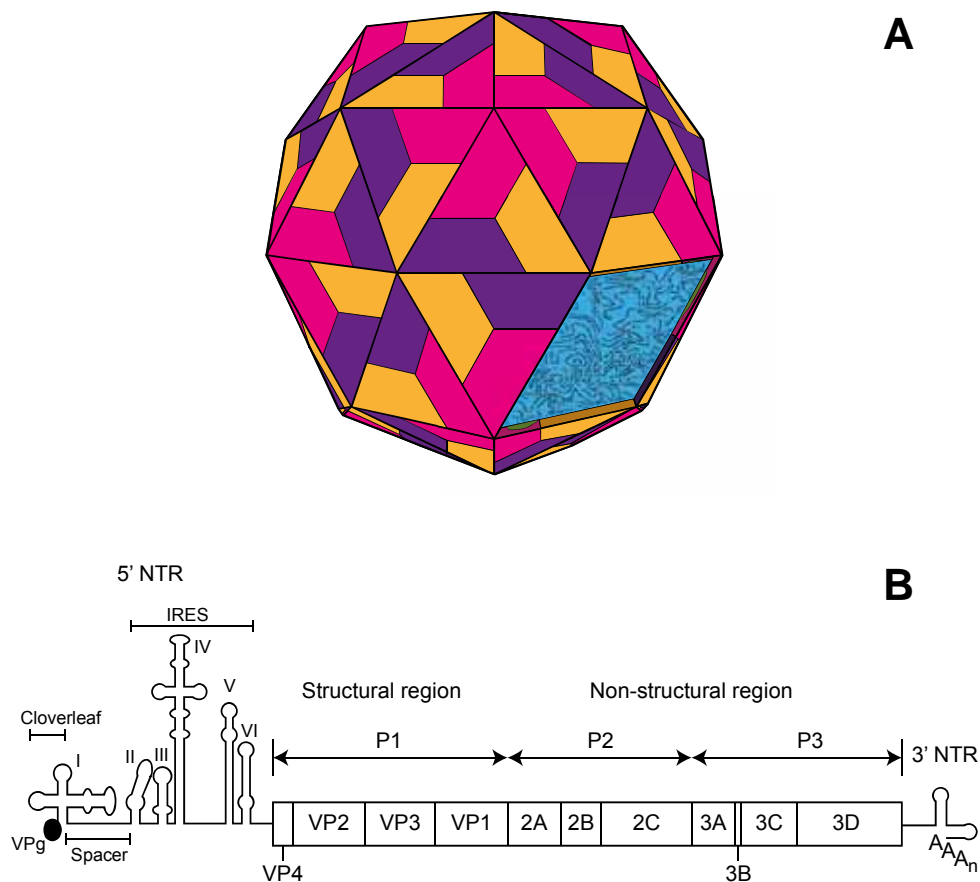 A
B
5’ NTR
IRES
IV
V
VI
Cloverleaf
I
II
III
VPg
Spacer
Structural region
Non-structural region
P1
P2
P3
3’ NTR
VP2
VP3
VP1
2A
2B
2C
3A
3C
3D
VP4
3B
AAAn